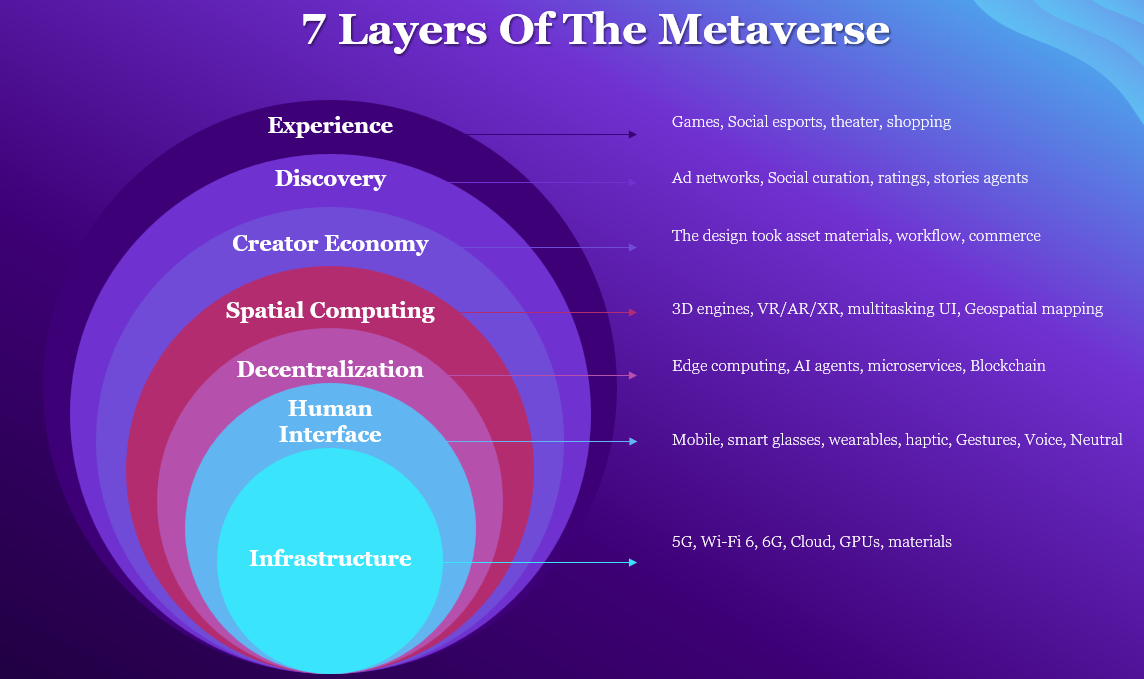 7 Layers Of The Metaverse
Experience
Games, Social esports, theater, shopping
Discovery
Ad networks, Social curation, ratings, stories agents
Creator Economy
The design took asset materials, workflow, commerce
Spatial Computing
3D engines, VR/AR/XR, multitasking UI, Geospatial mapping
Decentralization
Edge computing, AI agents, microservices, Blockchain
Human
Interface
Mobile, smart glasses, wearables, haptic, Gestures, Voice, Neutral
Infrastructure
5G, Wi-Fi 6, 6G, Cloud, GPUs, materials